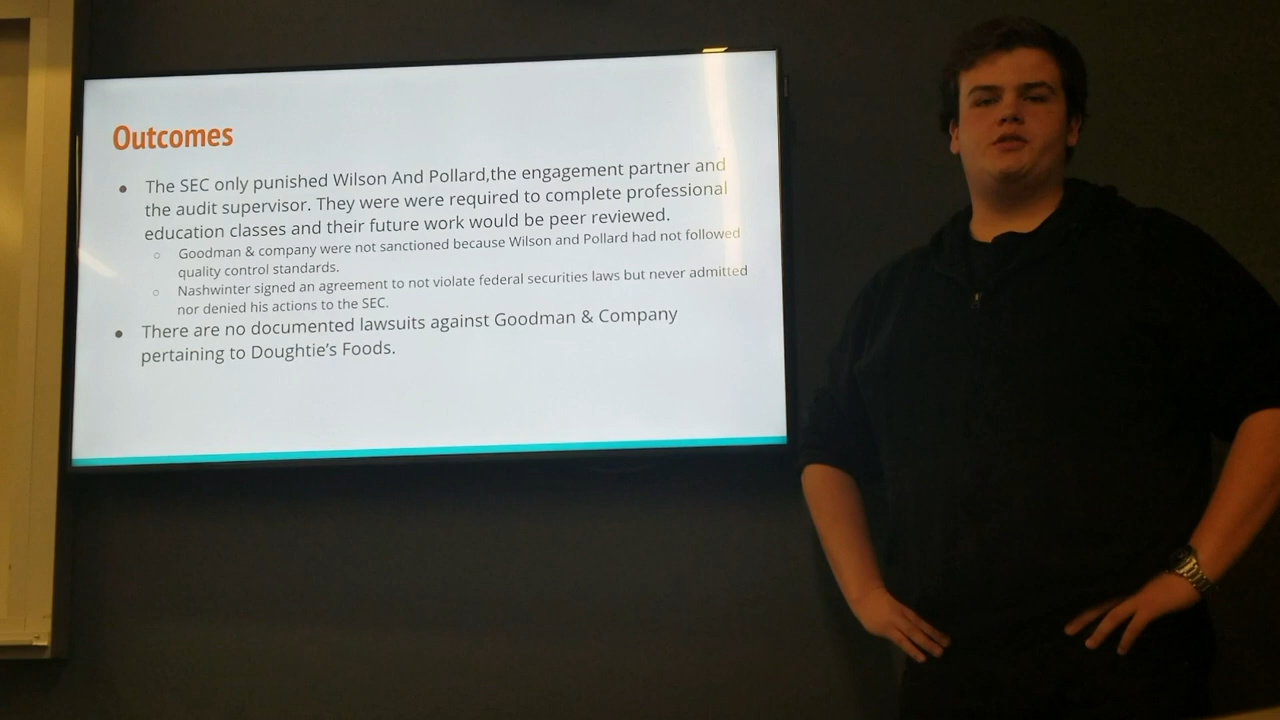 Outcomes
● The SEC only punished Wilson And Pollard,the engagement partner and
the audit supervisor. They were were required to complete professional
education classes and their future work would be peer reviewed.
○ Goodman & company were not sanctioned because Wilson and Pollard had not followed
quality control standards.
○ Nashwinter signed an agreement to not violate federal securities laws but never admitted
nor denied his actions to the SEC.
● There are no documented lawsuits against Goodman & Company
pertaining to Doughtie’s Foods.